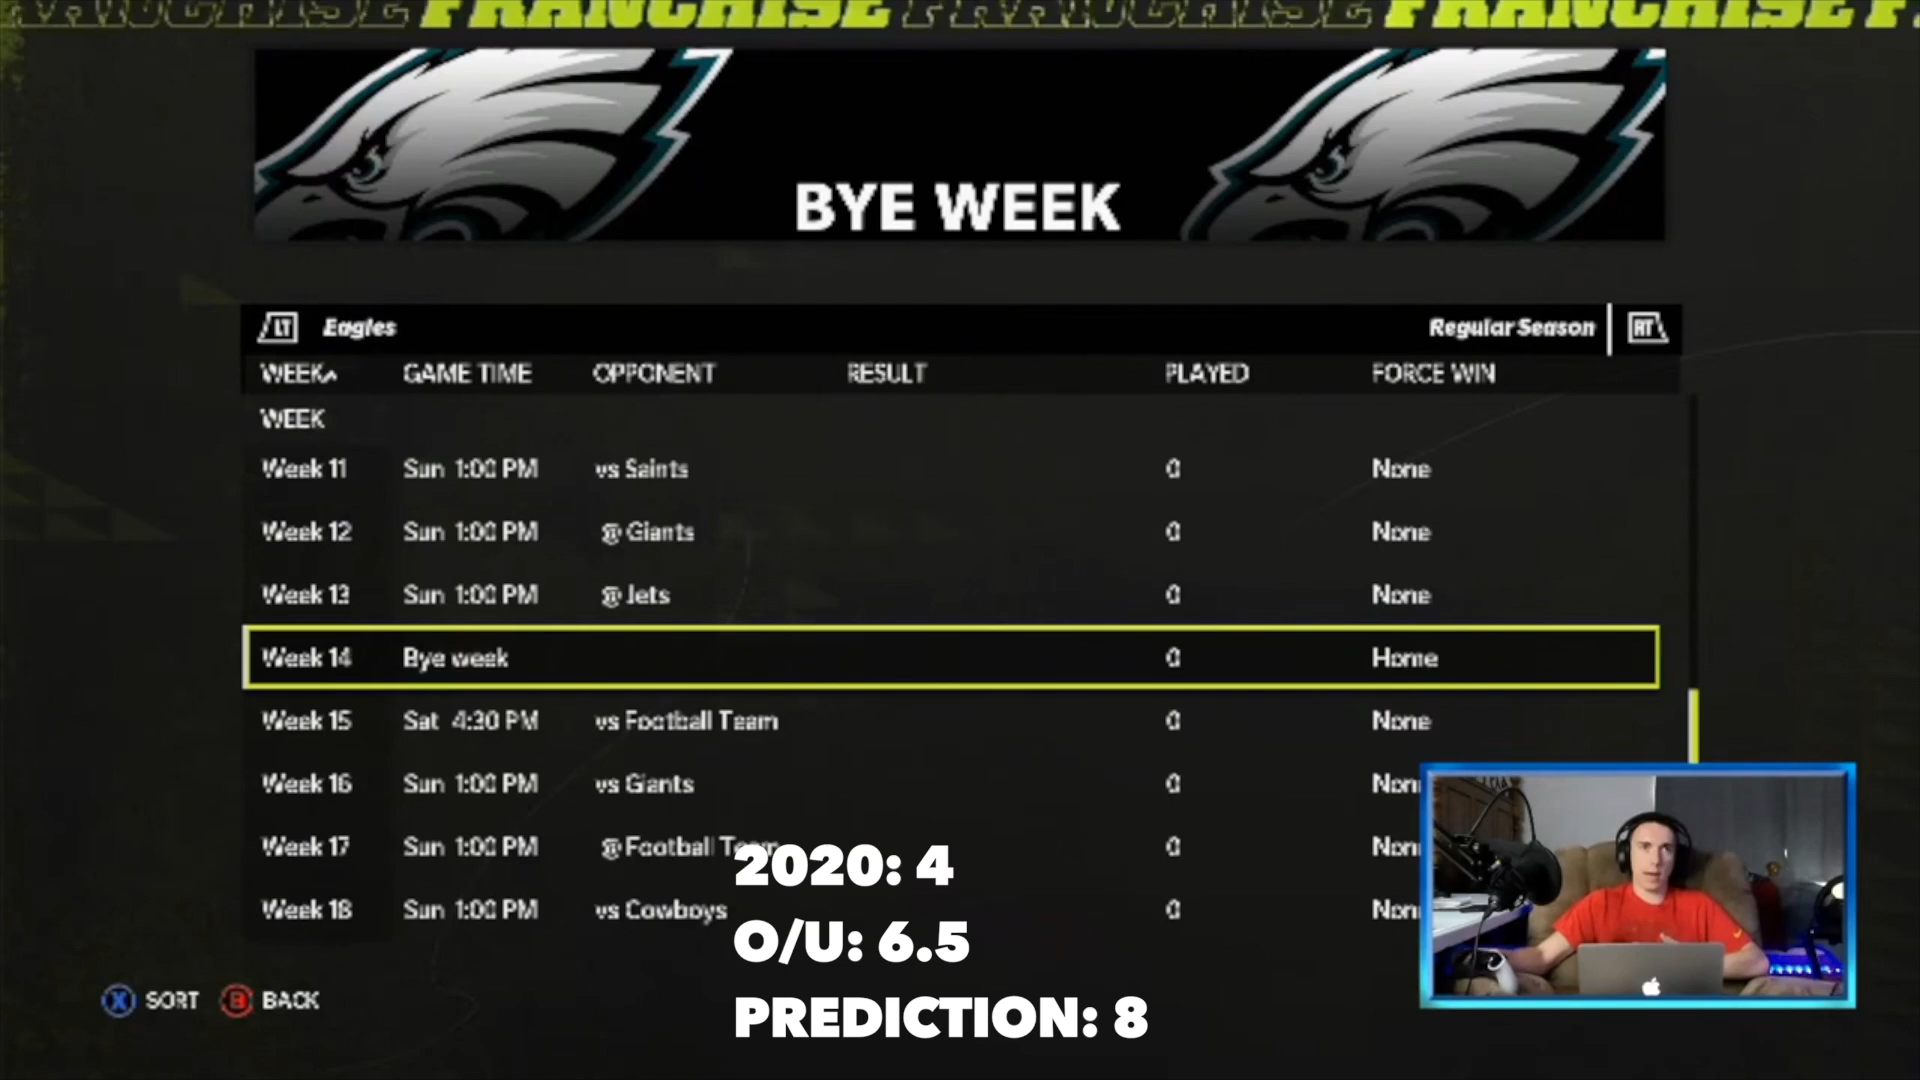 FRANCHISE FRANCHISE FRANCHISE FRANCHISE F
BYE WEEK
LT Eagles Regular Season RT
WEEK GAME TIME OPPONENT RESULT PLAYED FORCE WIN
WEEK
Week 11 Sun 1:00 PM vs Saints 0 None
Week 12 Sun 1:00 PM @ Giants 0 None
Week 13 Sun 1:00 PM @ Jets 0 None
Week 14 Bye week 0 Home
Week 15 Sat 4:30 PM vs Football Team 0 None
Week 16 Sun 1:00 PM vs Giants 0 Non
Week 17 Sun 1:00 PM @ Football Team 0 Non
Week 18 Sun 1:00 PM vs Cowboys 0 Non
2020: 4
O/U: 6.5
PREDICTION: 8
X SORT B BACK